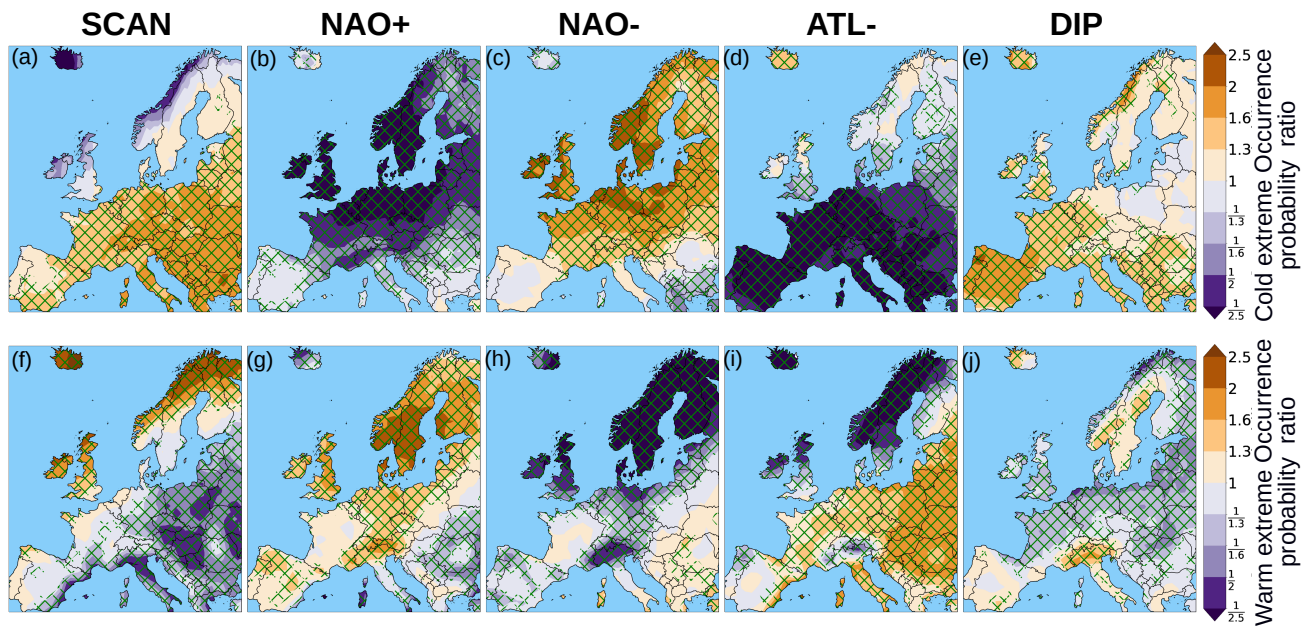 SCAN NAO+ NAO- ATL- DIP
(a) (b) (c) (d) (e)
2.5
2
1.6
1.3
1
1/1.3
1/1.6
1/2
1/2.5
Cold extreme Occurrence
probability ratio
(f) (g) (h) (i) (j)
2.5
2
1.6
1.3
1
1/1.3
1/1.6
1/2
1/2.5
Warm extreme Occurrence
probability ratio